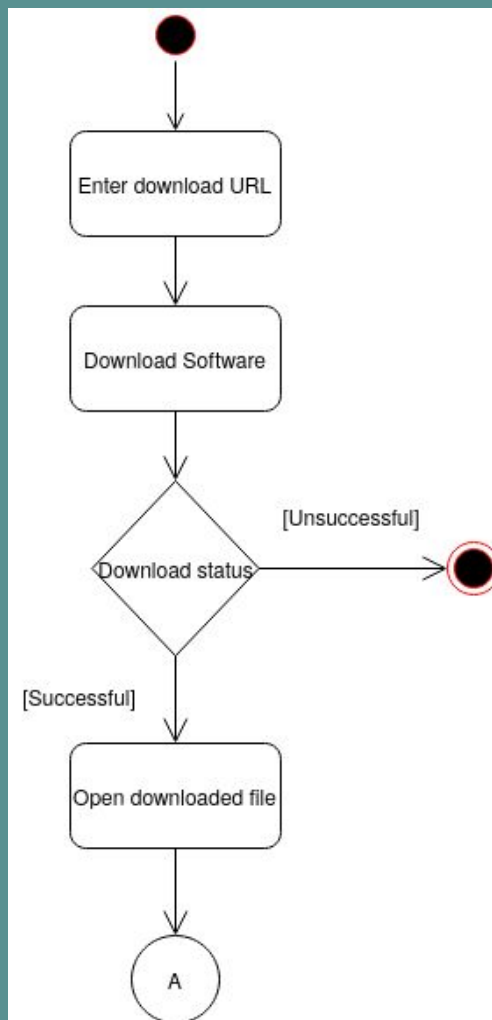 Enter download URL
Download Software
[Unsuccessful]
Download status
[Successful]
Open downloaded file
A